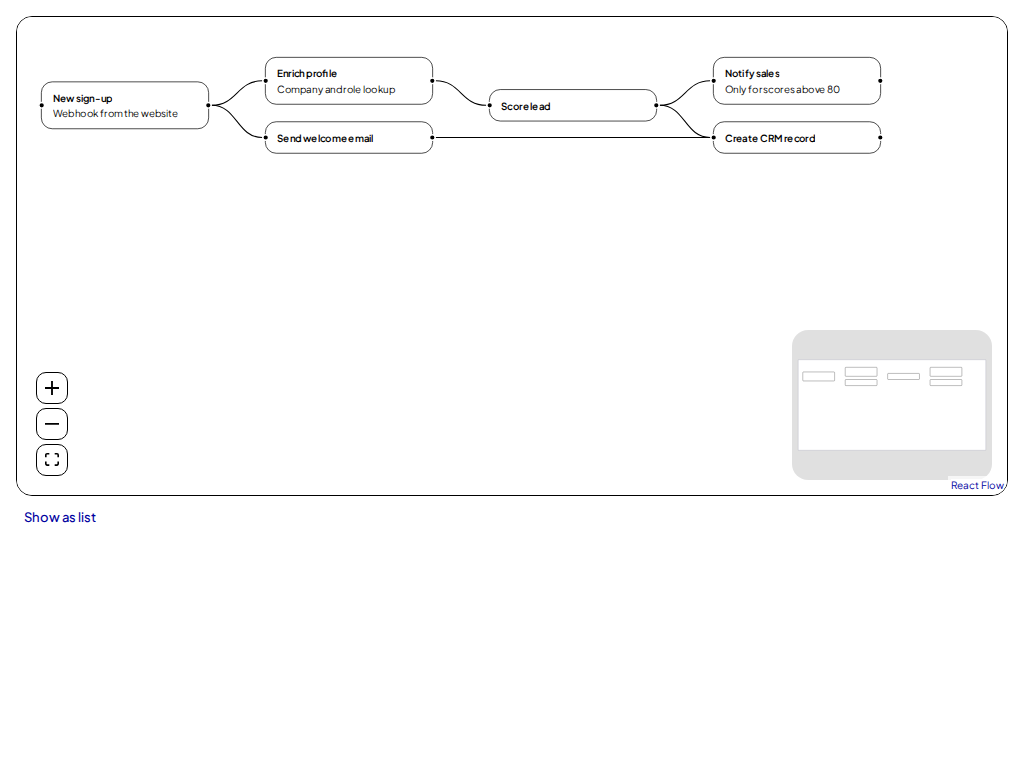 New sign-up
Webhook from the website
Enrich profile
Company and role lookup
Send welcome email
Score lead
Notify sales
Only for scores above 80
Create CRM record
React Flow
Show as list